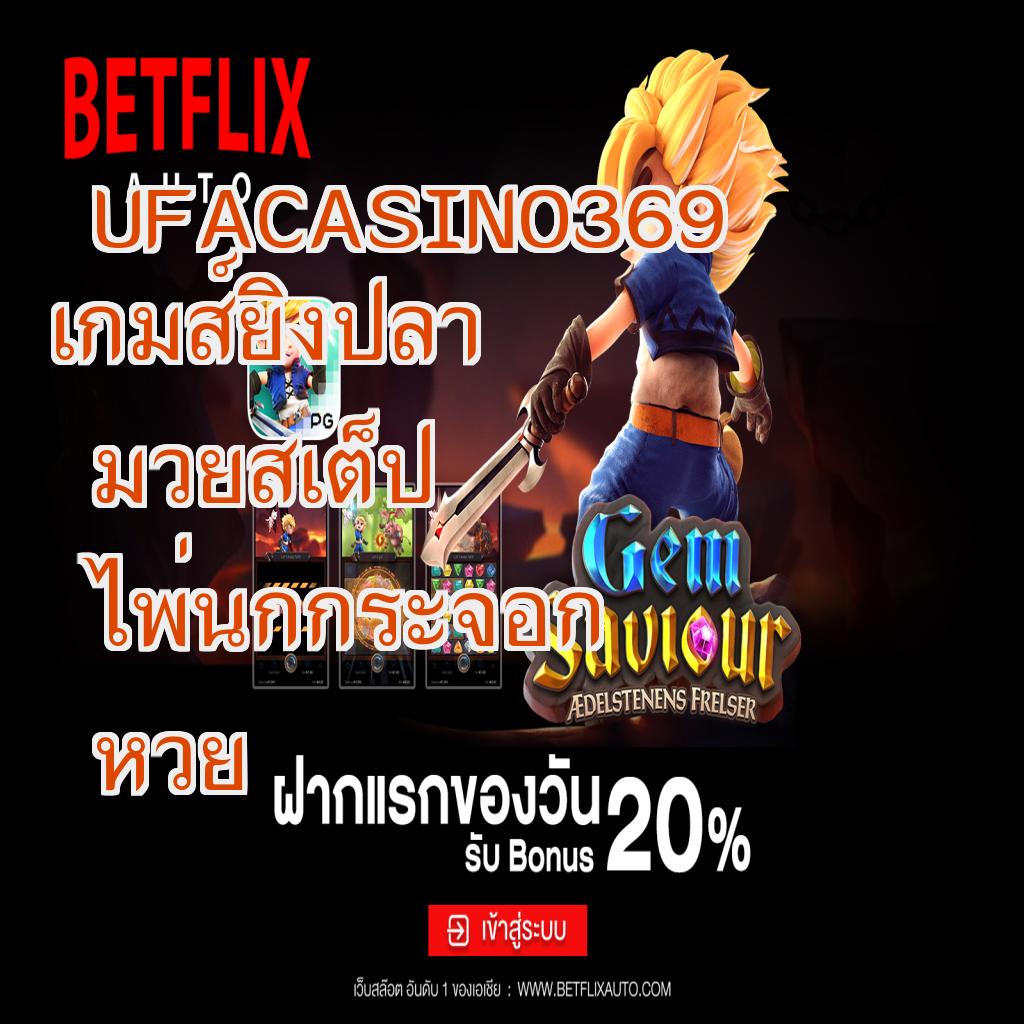 BETFLIX
AUTO
UFACASINO369
เกมส์ยิงปลา
PG
มวยสเต็ป
ไพ่นกกระจอก
หวย
Gem
Saviour
ÆDELSTENENS FRELSER
ฝากแรกของวัน
รับ Bonus 20%
เข้าสู่ระบบ
เว็บสล๊อต อันดับ 1 ของเอเชีย : WWW.BETFLIXAUTO.COM